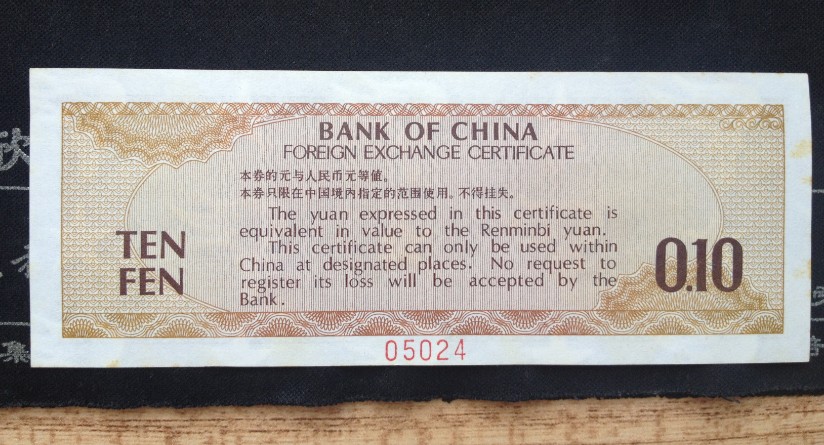 BANK OF CHINA
FOREIGN EXCHANGE CERTIFICATE
本券的元与人民币元等值。
本券只限在中国境内指定的范围使用。不得挂失。
The yuan expressed in this certificate is
equivalent in value to the Renminbi yuan.
This certificate can only be used within
China at designated places. No request to
register its loss will be accepted by the
Bank.
TEN
FEN
0.10
05024
欣
集